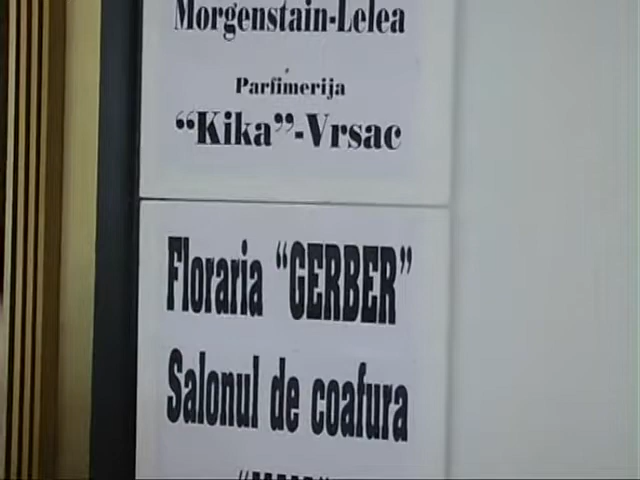 Morgenstain-Lelea
Parfimerija
“Kika”-Vrsac
Floraria “GERBER”
Salonul de coafura